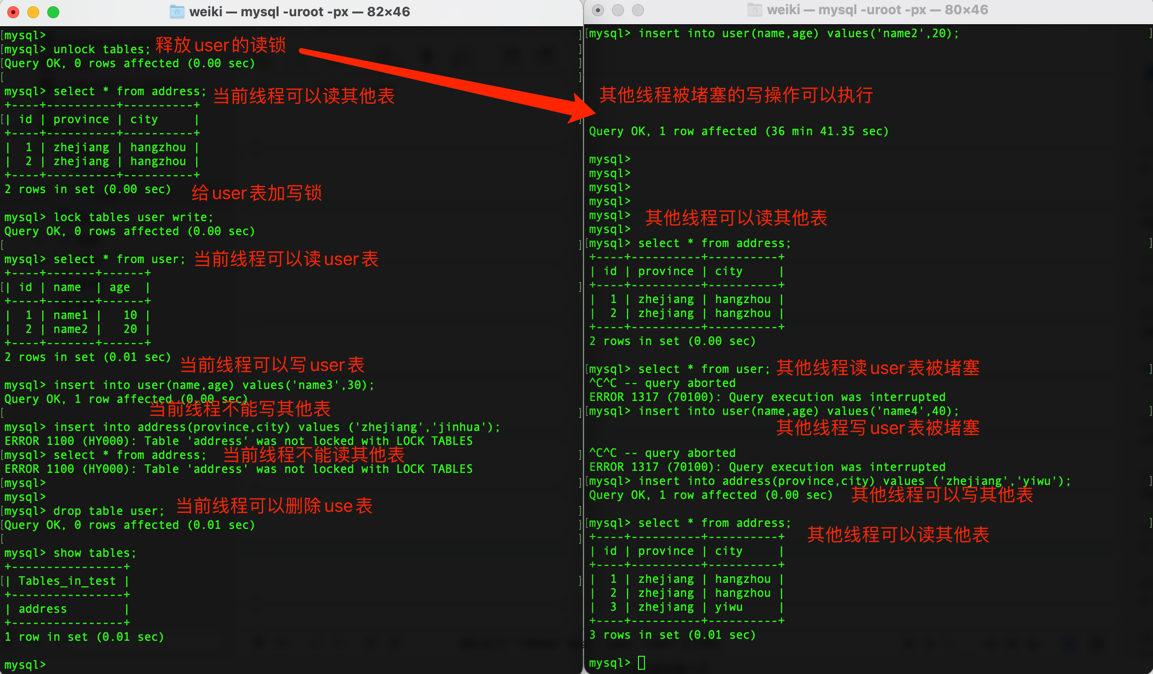 weiki — mysql -uroot -px — 82×46
[mysql>
[mysql> unlock tables; 释放user的读锁
Query OK, 0 rows affected (0.00 sec)
[
mysql> select * from address; 当前线程可以读其他表
+----+----------+----------+
| id | province | city     |
+----+----------+----------+
|  1 | zhejiang | hangzhou |
|  2 | zhejiang | hangzhou |
+----+----------+----------+
2 rows in set (0.00 sec) 给user表加写锁
mysql> lock tables user write;
Query OK, 0 rows affected (0.00 sec)
[
mysql> select * from user; 当前线程可以读user表
+----+-------+------+
| id | name  | age  |
+----+-------+------+
|  1 | name1 |   10 |
|  2 | name2 |   20 |
+----+-------+------+
2 rows in set (0.01 sec)
当前线程可以写user表
mysql> insert into user(name,age) values('name3',30);
Query OK, 1 row affected (0.00 sec)
当前线程不能写其他表
[
mysql> insert into address(province,city) values ('zhejiang','jinhua');
ERROR 1100 (HY000): Table 'address' was not locked with LOCK TABLES
[mysql> select * from address; 当前线程不能读其他表
ERROR 1100 (HY000): Table 'address' was not locked with LOCK TABLES
[mysql>
mysql>
[mysql> drop table user; 当前线程可以删除use表
Query OK, 0 rows affected (0.01 sec)
[
mysql> show tables;
+----------------+
| Tables_in_test |
+----------------+
| address        |
+----------------+
1 row in set (0.01 sec)
mysql>
weiki — mysql -uroot -px — 80×46
[mysql> insert into user(name,age) values('name2',20);
其他线程被堵塞的写操作可以执行
Query OK, 1 row affected (36 min 41.35 sec)
mysql>
mysql>
mysql>
mysql>
mysql> 其他线程可以读其他表
mysql>
[mysql> select * from address;
+----+----------+----------+
| id | province | city     |
+----+----------+----------+
|  1 | zhejiang | hangzhou |
|  2 | zhejiang | hangzhou |
+----+----------+----------+
2 rows in set (0.00 sec)
[mysql> select * from user; 其他线程读user表被堵塞
^C^C -- query aborted
ERROR 1317 (70100): Query execution was interrupted
[mysql> insert into user(name,age) values('name4',40);
其他线程写user表被堵塞
^C^C -- query aborted
ERROR 1317 (70100): Query execution was interrupted
[mysql> insert into address(province,city) values ('zhejiang','yiwu');
Query OK, 1 row affected (0.00 sec) 其他线程可以写其他表
[mysql> select * from address;
其他线程可以读其他表
+----+----------+----------+
| id | province | city     |
+----+----------+----------+
|  1 | zhejiang | hangzhou |
|  2 | zhejiang | hangzhou |
|  3 | zhejiang | yiwu     |
+----+----------+----------+
3 rows in set (0.01 sec)
mysql>